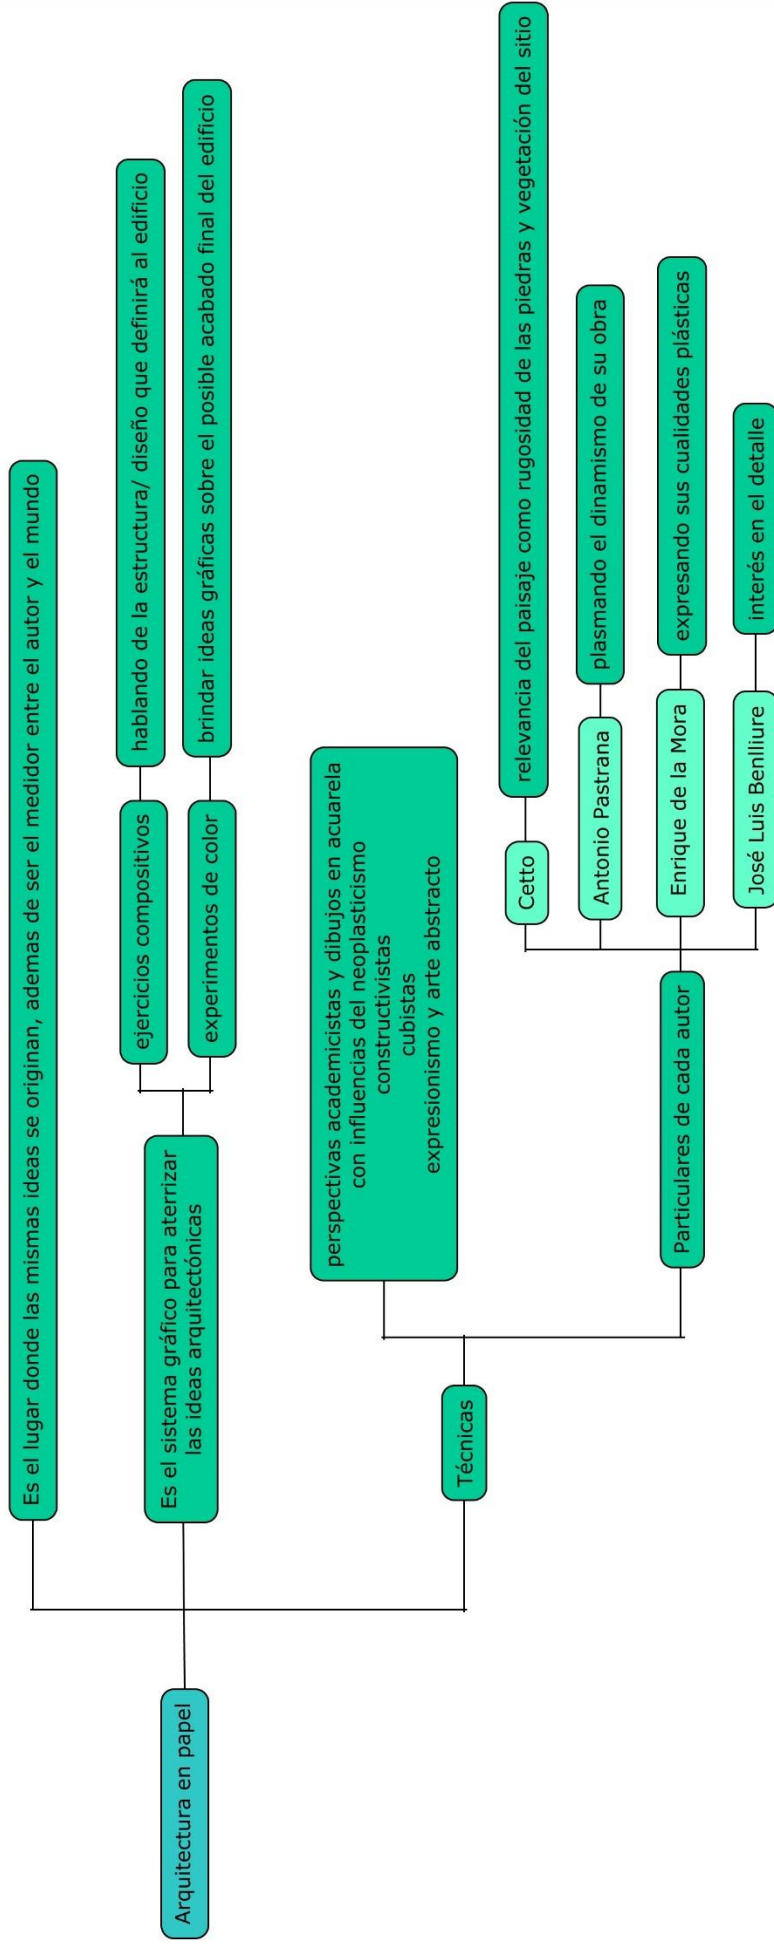 Arquitectura en papel
Es el lugar donde las mismas ideas se originan, ademas de ser el medidor entre el autor y el mundo
Es el sistema gráfico para aterrizar
las ideas arquitectónicas
ejercicios compositivos
hablando de la estructura/ diseño que definirá al edificio
experimentos de color
brindar ideas gráficas sobre el posible acabado final del edificio
Técnicas
perspectivas academicistas y dibujos en acuarela
con influencias del neoplasticismo
constructivistas
cubistas
expresionismo y arte abstracto
Particulares de cada autor
Cetto
relevancia del paisaje como rugosidad de las piedras y vegetación del sitio
Antonio Pastrana
plasmando el dinamismo de su obra
Enrique de la Mora
expresando sus cualidades plásticas
José Luis Benlliure
interés en el detalle